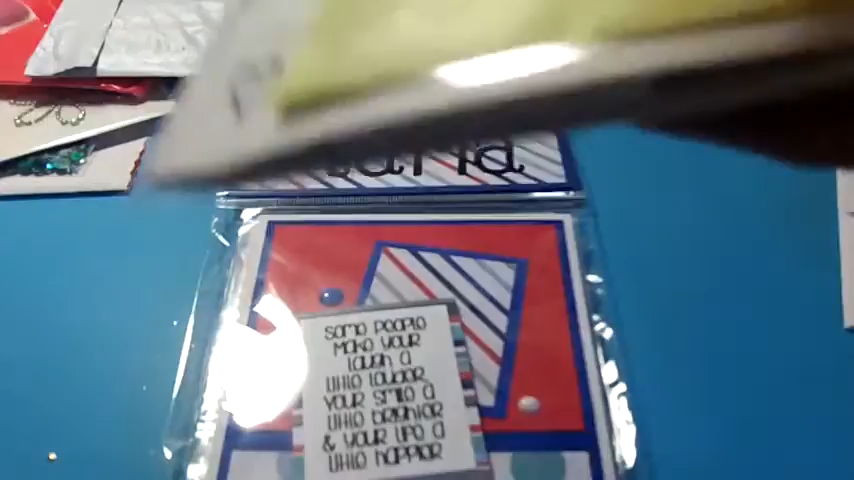 some people
make your
laugh a
little louder
your smile a
little brighter
& your life a
little happier